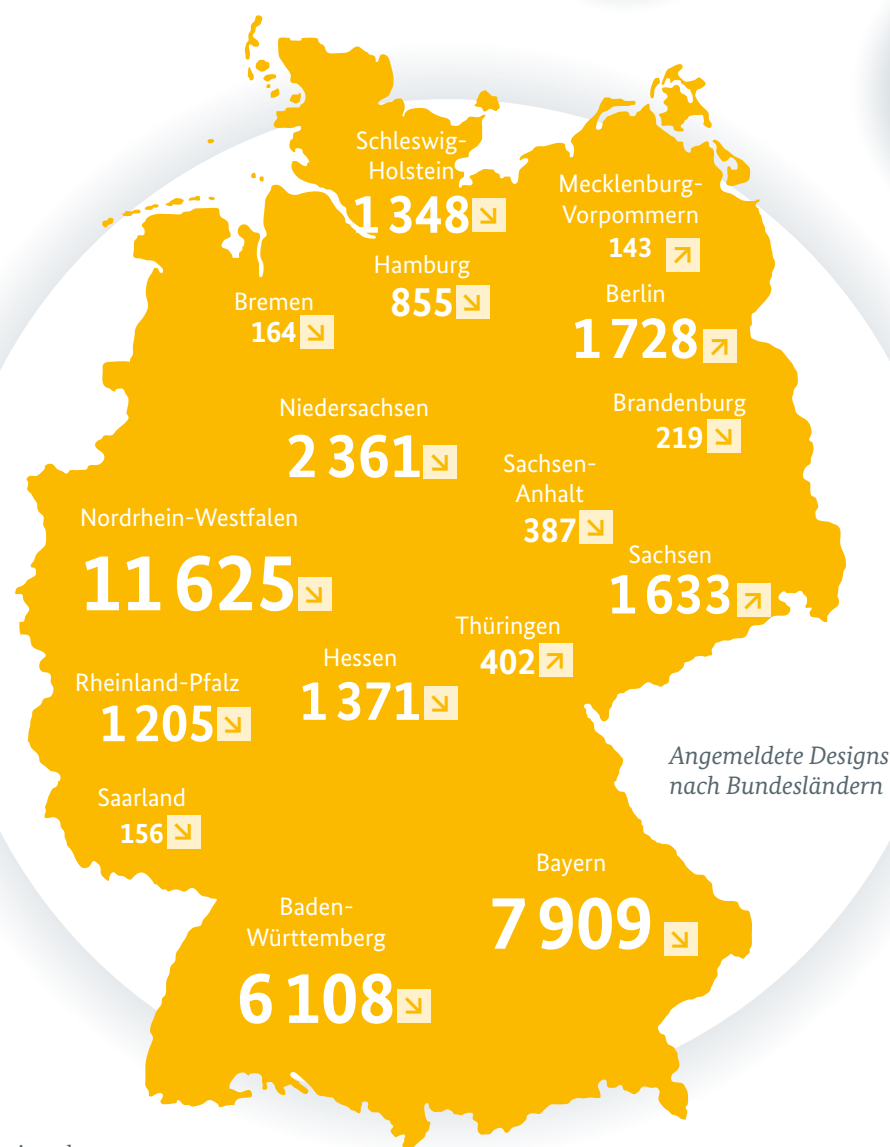 Schleswig-
Holstein
1 348
Mecklenburg-
Vorpommern
143
Hamburg
855
Bremen
164
Berlin
1 728
Niedersachsen
2 361
Brandenburg
219
Sachsen-
Anhalt
387
Nordrhein-Westfalen
11 625
Sachsen
1 633
Thüringen
402
Hessen
1 371
Rheinland-Pfalz
1 205
Angemeldete Designs
nach Bundesländern
Saarland
156
Bayern
7 909
Baden-
Württemberg
6 108